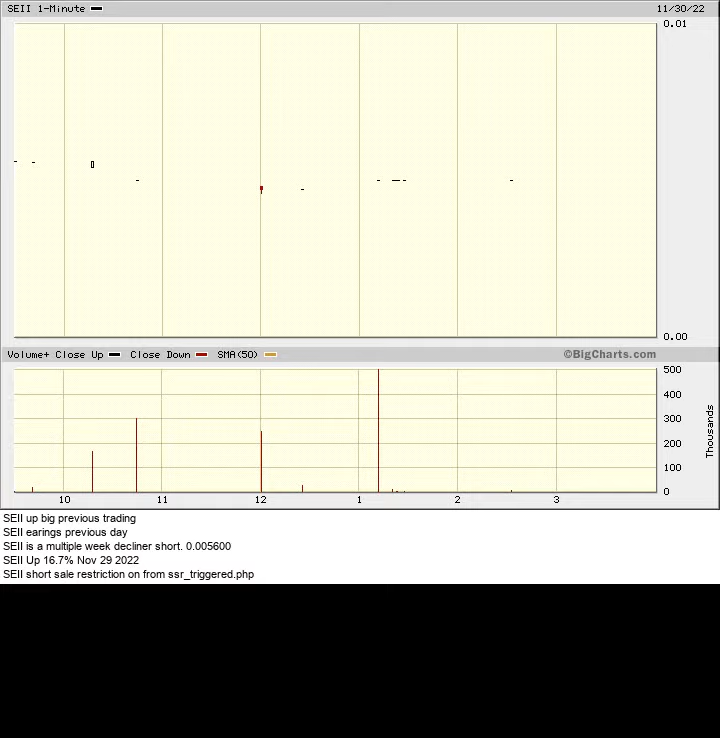 SEII 1-Minute 11/30/22
0.01
0.00
Volume+ Close Up Close Down SMA(50) ©BigCharts.com
500
400
300
200
100
0
Thousands
10 11 12 1 2 3
SEII up big previous trading
SEII earings previous day
SEII is a multiple week decliner short. 0.005600
SEII Up 16.7% Nov 29 2022
SEII short sale restriction on from ssr_triggered.php